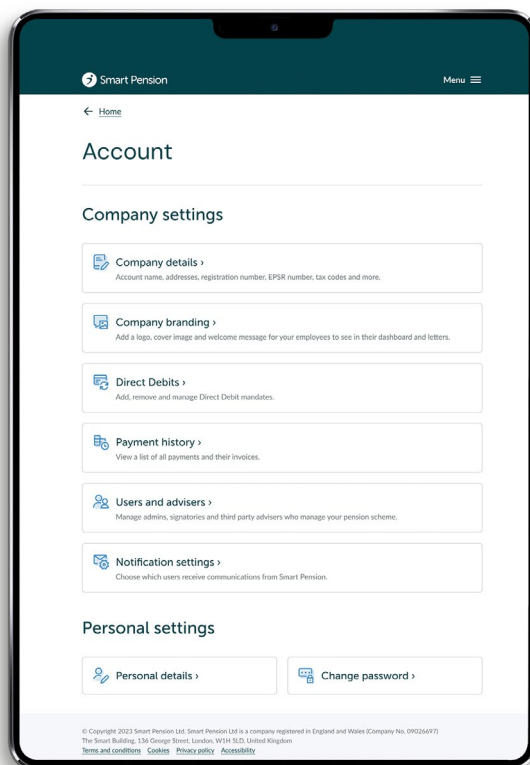 Smart Pension
Menu
Home
Account
Company settings
Company details ›
Account name, addresses, registration number, EPSR number, tax codes and more.
Company branding ›
Add a logo, cover image and welcome message for your employees to see in their dashboard and letters.
Direct Debits ›
Add, remove and manage Direct Debit mandates.
Payment history ›
View a list of all payments and their invoices.
Users and advisers ›
Manage admins, signatories and third party advisers who manage your pension scheme.
Notification settings ›
Choose which users receive communications from Smart Pension.
Personal settings
Personal details ›
Change password ›
© Copyright 2023 Smart Pension Ltd, Smart Pension Ltd is a company registered in England and Wales (Company No. 09026697)
The Smart Building, 136 George Street, London, W1H 5LD, United Kingdom
Terms and conditions Cookies Privacy policy Accessibility